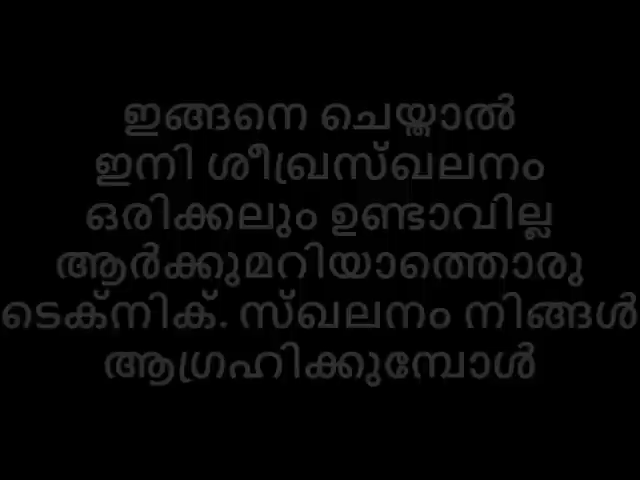 ഇങ്ങനെ ചെയ്താൽ
ഇനി ശീഖ്രസ്ഖലനം
ഒരിക്കലും ഉണ്ടാവില്ല
ആർക്കുമറിയാത്തൊരു
ടെക്നിക്. സ്ഖലനം നിങ്ങൾ
ആഗ്രഹിക്കുമ്പോൾ